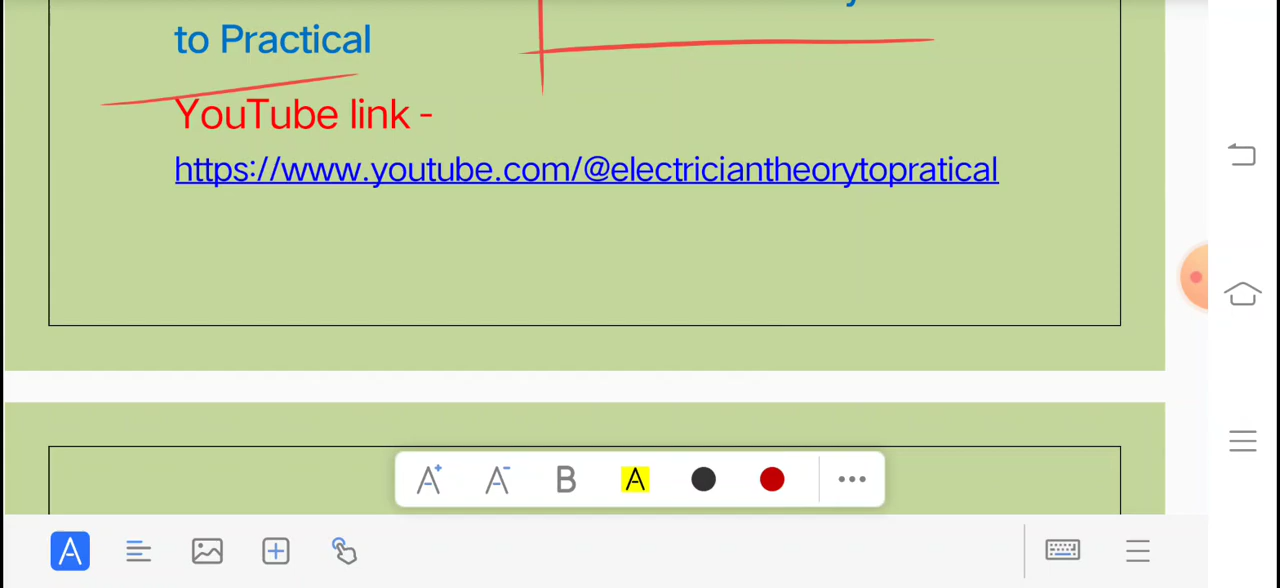 to Practical
YouTube link -
https://www.youtube.com/@electriciantheorytopratical
A+ A- B A
A